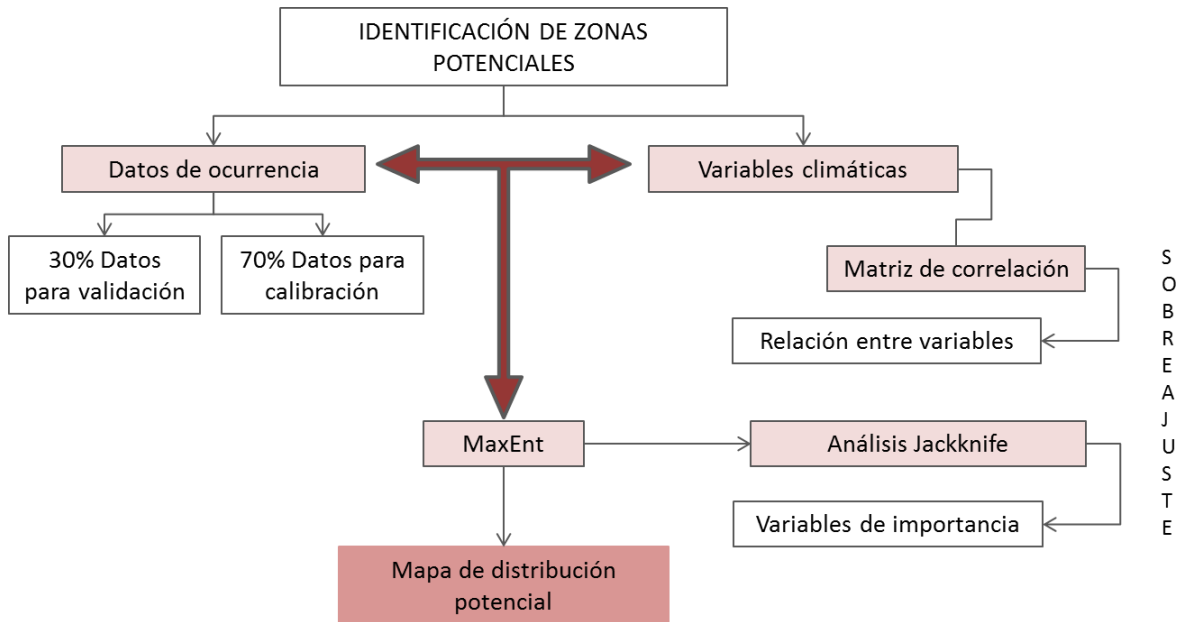 IDENTIFICACIÓN DE ZONAS
POTENCIALES
Datos de ocurrencia
Variables climáticas
30% Datos
para validación
70% Datos para
calibración
Matriz de correlación
Relación entre variables
MaxEnt
Análisis Jackknife
Variables de importancia
Mapa de distribución
potencial
S
O
B
R
E
A
J
U
S
T
E